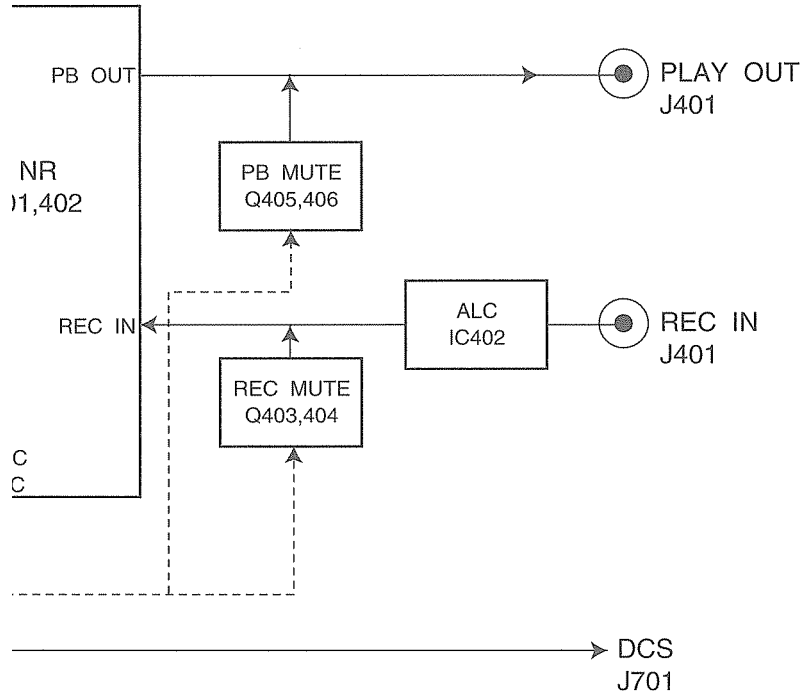 PB OUT
PLAY OUT
J401
PB MUTE
Q405,406
NR
1,402
REC IN
ALC
IC402
REC IN
J401
REC MUTE
Q403,404
C
C
DCS
J701